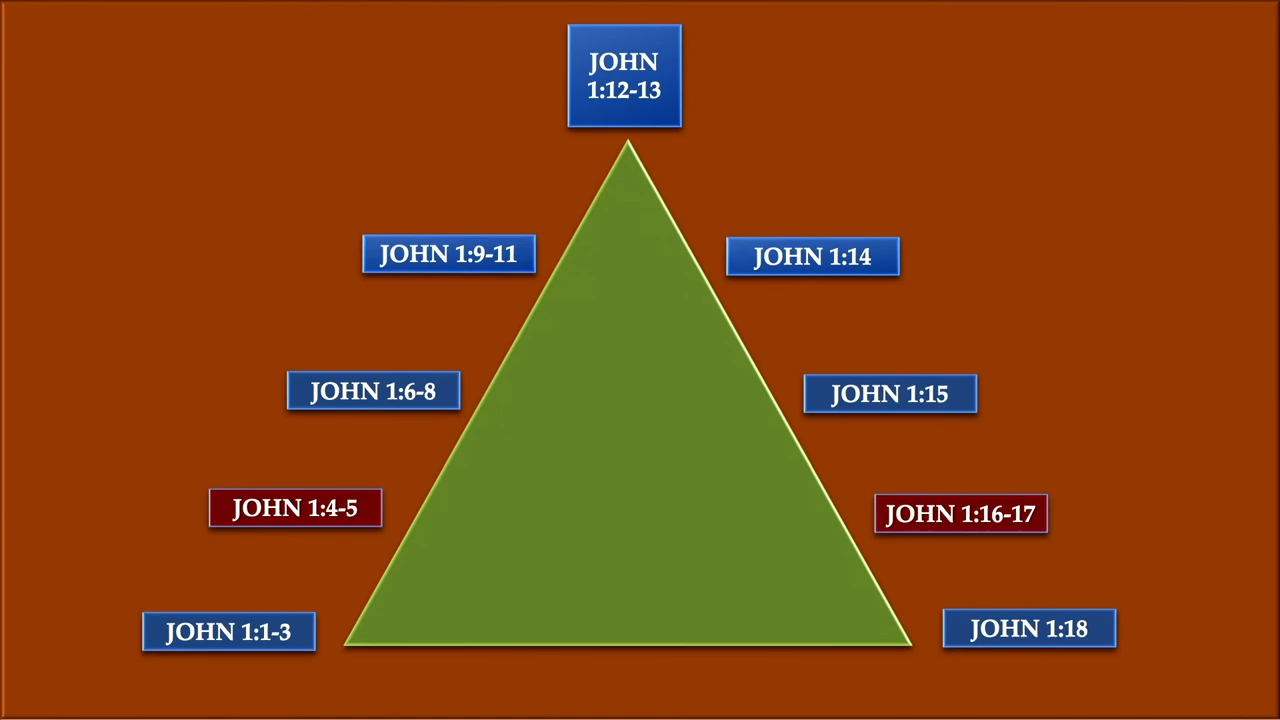 JOHN
1:12-13
JOHN 1:9-11
JOHN 1:14
JOHN 1:6-8
JOHN 1:15
JOHN 1:4-5
JOHN 1:16-17
JOHN 1:1-3
JOHN 1:18